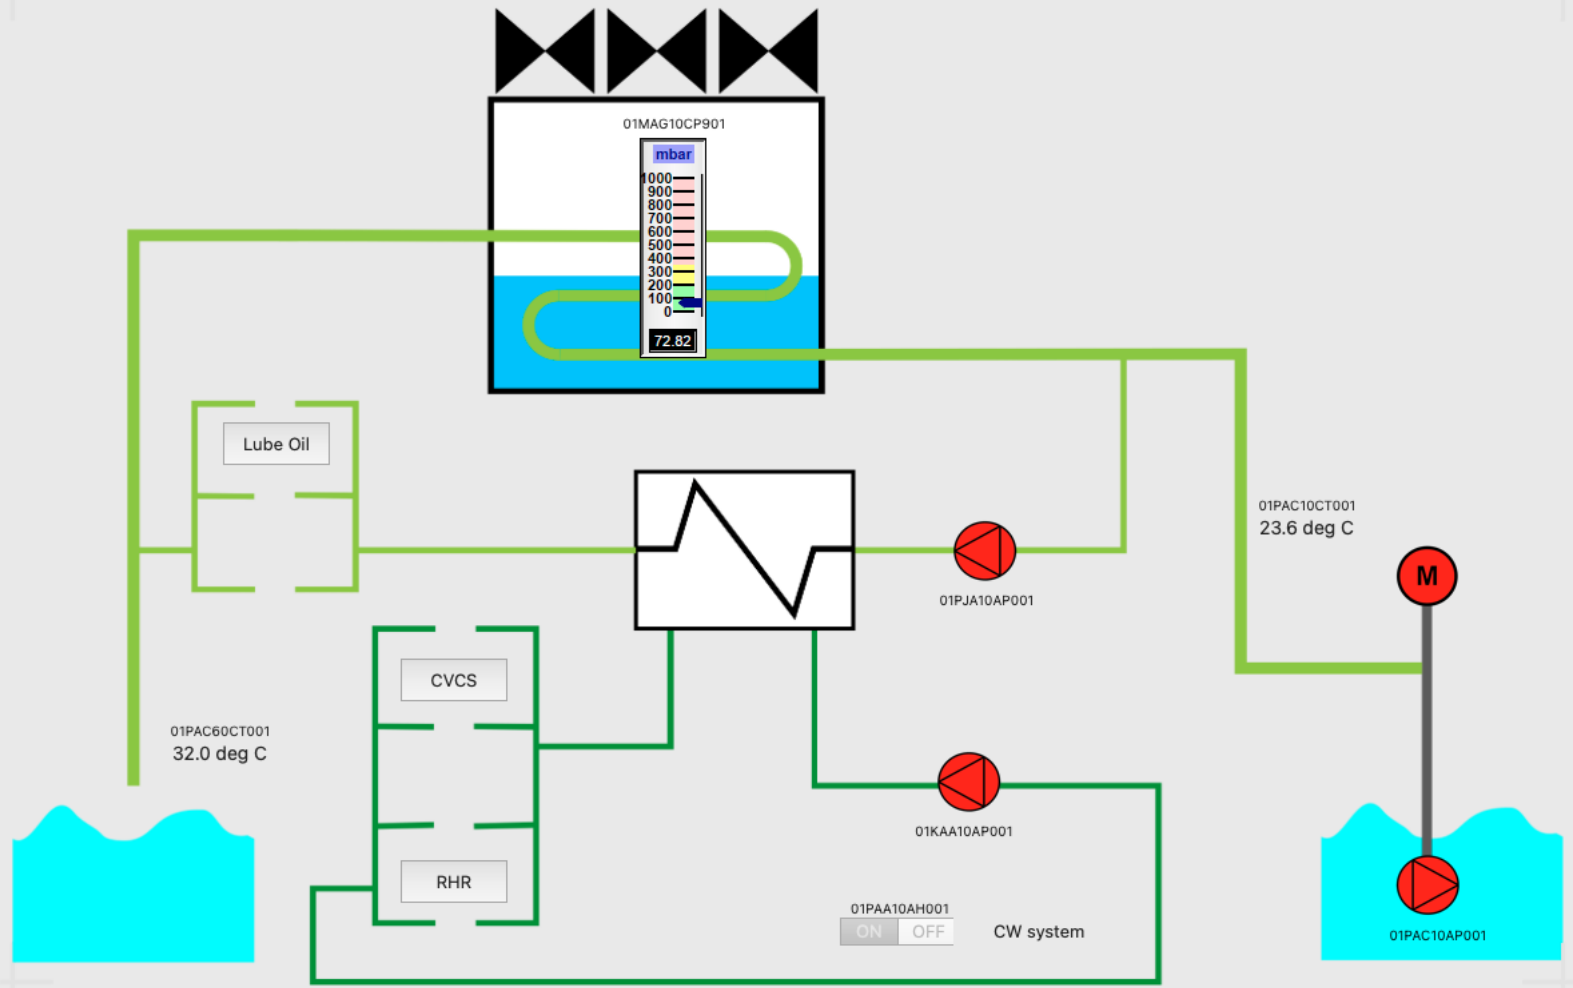 01MAG10CP901
mbar
1000
900
800
700
600
500
400
300
200
100
0
72.82
Lube Oil
01PAC10CT001
23.6 deg C
M
01PJA10AP001
CVCS
01PAC60CT001
32.0 deg C
01KAA10AP001
RHR
01PAA10AH001
ON OFF
CW system
01PAC10AP001